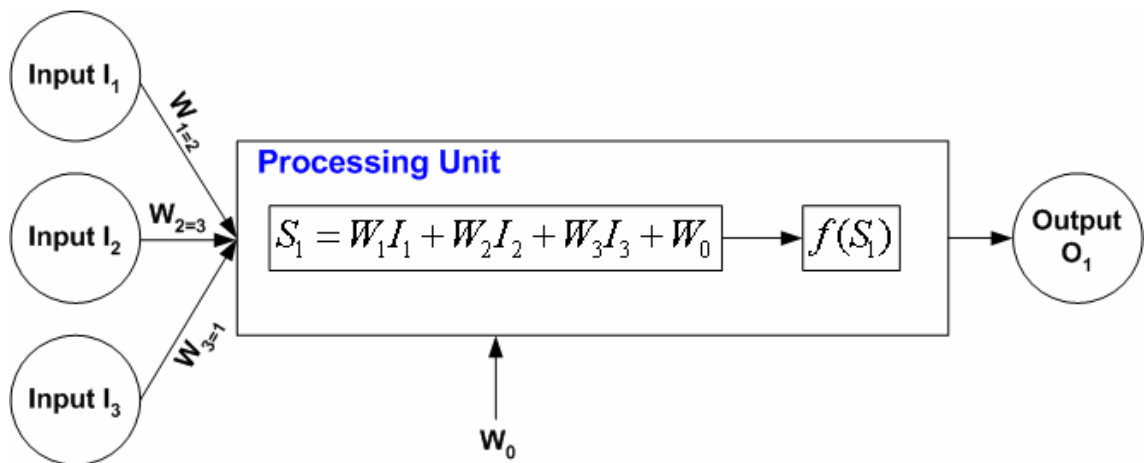 Input I₁
W₁₌₂
Processing Unit
Input I₂
W₂₌₃
S₁ = W₁I₁ + W₂I₂ + W₃I₃ + W₀
f(S₁)
Output
O₁
W₃₌₁
Input I₃
W₀